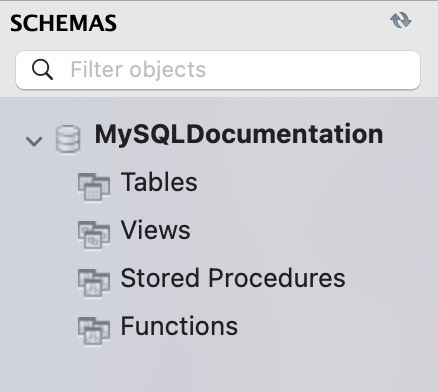 SCHEMAS
Filter objects
MySQLDocumentation
Tables
Views
Stored Procedures
Functions